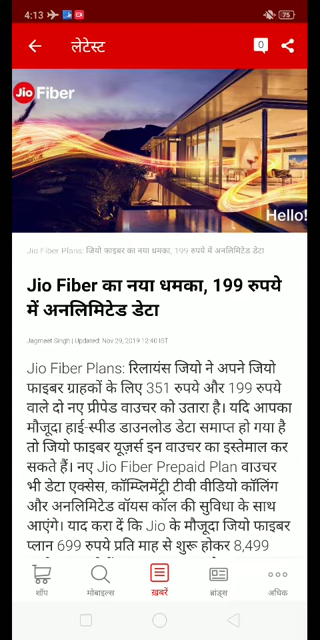 4:13
75
लेटेस्ट
0
Jio Fiber
Hello!
Jio Fiber Plans: जियो फाइबर का नया धमका, 199 रुपये में अनलिमिटेड डेटा
Jio Fiber का नया धमका, 199 रुपये
में अनलिमिटेड डेटा
Jagmeet Singh | Updated: Nov 29, 2019 12:40 IST
Jio Fiber Plans: रिलायंस जियो ने अपने जियो
फाइबर ग्राहकों के लिए 351 रुपये और 199 रुपये
वाले दो नए प्रीपेड वाउचर को उतारा है। यदि आपका
मौजूदा हाई-स्पीड डाउनलोड डेटा समाप्त हो गया है
तो जियो फाइबर यूज़र्स इन वाउचर का इस्तेमाल कर
सकते हैं। नए Jio Fiber Prepaid Plan वाउचर
भी डेटा एक्सेस, कॉम्प्लिमेंट्री टीवी वीडियो कॉलिंग
और अनलिमिटेड वॉयस कॉल की सुविधा के साथ
आएंगे। याद करा दें कि Jio के मौजूदा जियो फाइबर
प्लान 699 रुपये प्रति माह से शुरू होकर 8,499
शॉप
मोबाइल्स
ख़बरें
ब्रांड्स
अधिक